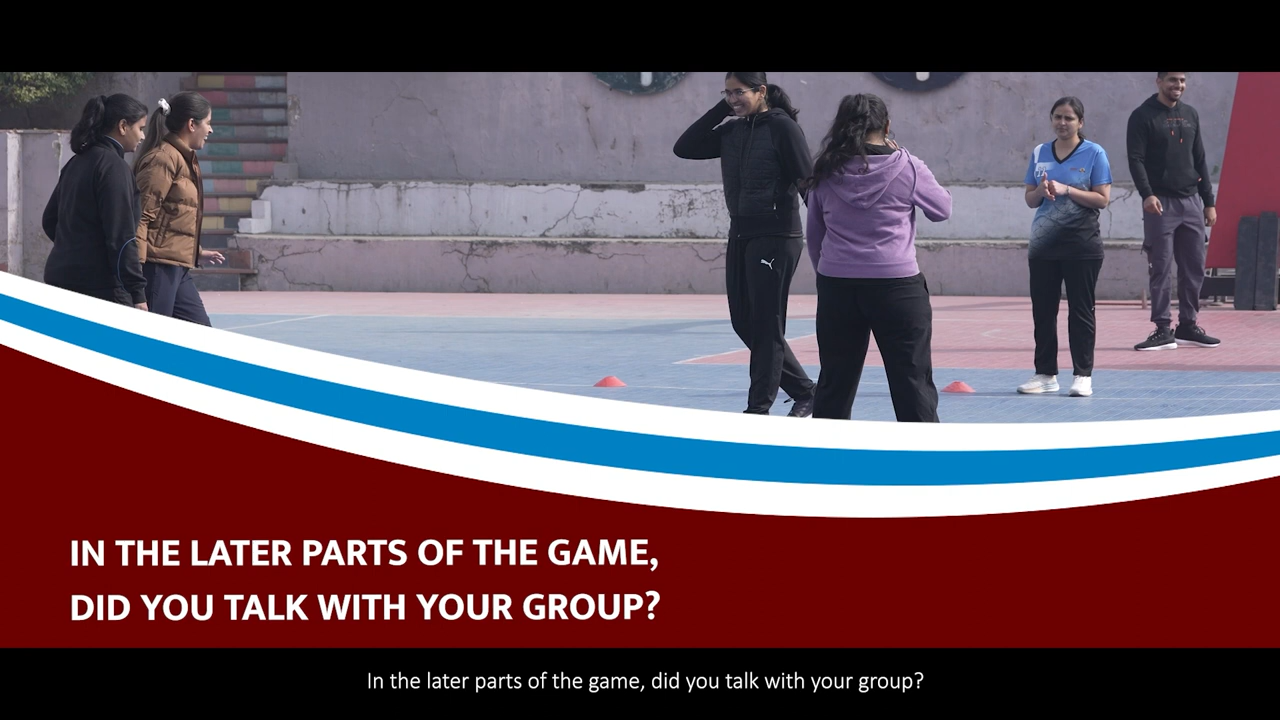 IN THE LATER PARTS OF THE GAME,
DID YOU TALK WITH YOUR GROUP?
In the later parts of the game, did you talk with your group?